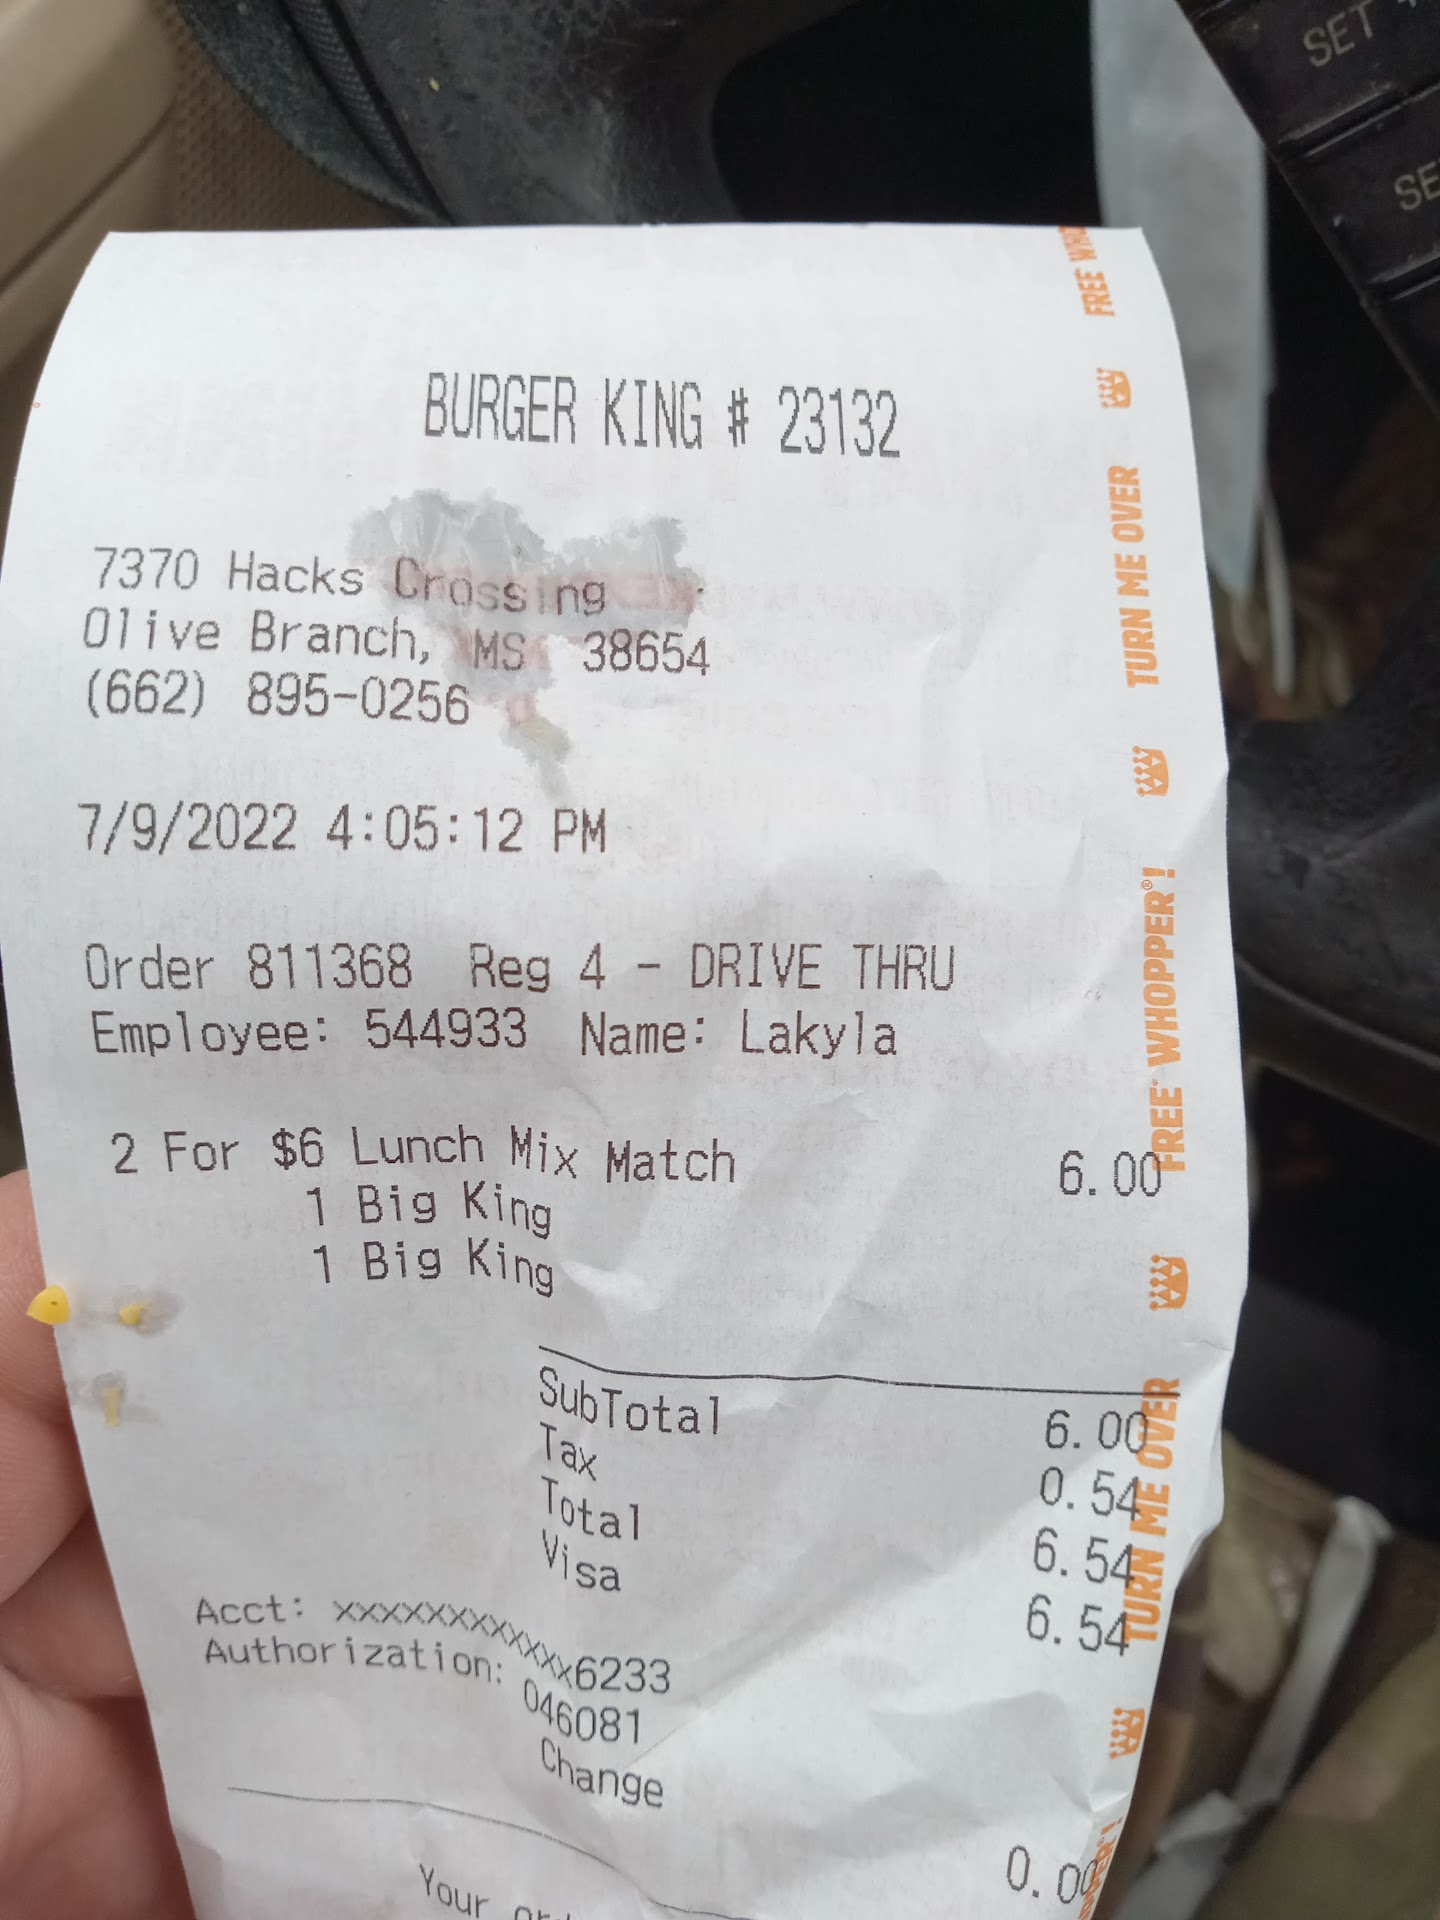 BURGER KING # 23132
7370 Hacks Crossing
Olive Branch, MS 38654
(662) 895-0256
7/9/2022 4:05:12 PM
Order 811368 Reg 4 - DRIVE THRU
Employee: 544933 Name: Lakyla
2 For $6 Lunch Mix Match 6.00
1 Big King
1 Big King
SubTotal 6.00
Tax 0.54
Total 6.54
Visa 6.54
Acct: xxxxxxxxxxxx6233
Authorization: 046081
Change 0.00
Your
FREE
TURN ME OVER
FREE WHOPPER®!
TURN ME OVER
SET